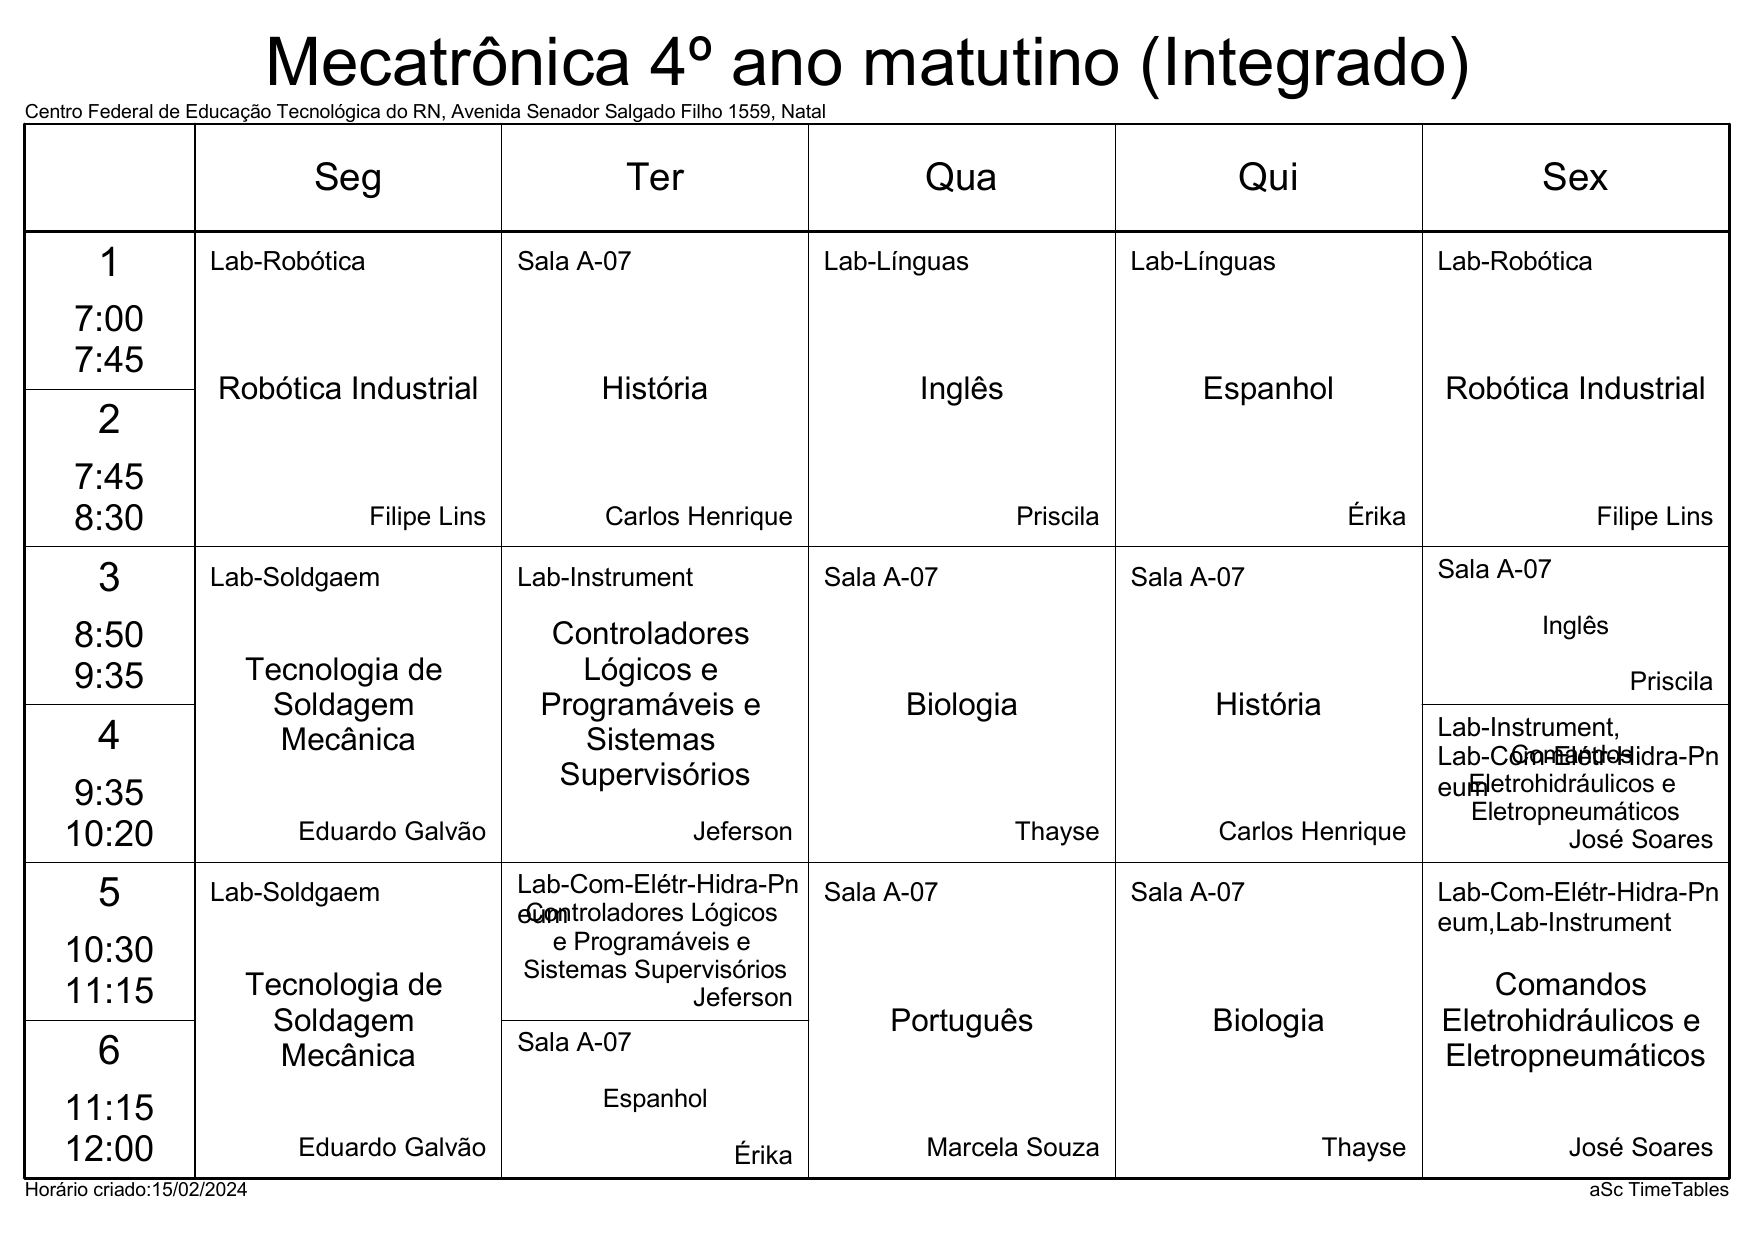 Mecatrônica 4º ano matutino (Integrado)
Centro Federal de Educação Tecnológica do RN, Avenida Senador Salgado Filho 1559, Natal
Seg
Ter
Qua
Qui
Sex
1
7:00
7:45
2
7:45
8:30
Lab-Robótica
Robótica Industrial
Filipe Lins
Sala A-07
História
Carlos Henrique
Lab-Línguas
Inglês
Priscila
Lab-Línguas
Espanhol
Érika
Lab-Robótica
Robótica Industrial
Filipe Lins
3
8:50
9:35
4
9:35
10:20
Lab-Soldgaem
Tecnologia de
Soldagem
Mecânica
Eduardo Galvão
Lab-Instrument
Controladores
Lógicos e
Programáveis e
Sistemas
Supervisórios
Jeferson
Sala A-07
Biologia
Thayse
Sala A-07
História
Carlos Henrique
Sala A-07
Inglês
Priscila
Lab-Instrument,
Lab-Com-Elétr-Hidra-Pn
eum
Comandos
Eletrohidráulicos e
Eletropneumáticos
José Soares
5
10:30
11:15
6
11:15
12:00
Lab-Soldgaem
Tecnologia de
Soldagem
Mecânica
Eduardo Galvão
Lab-Com-Elétr-Hidra-Pn
eum
Controladores Lógicos
e Programáveis e
Sistemas Supervisórios
Jeferson
Sala A-07
Espanhol
Érika
Sala A-07
Português
Marcela Souza
Sala A-07
Biologia
Thayse
Lab-Com-Elétr-Hidra-Pn
eum,Lab-Instrument
Comandos
Eletrohidráulicos e
Eletropneumáticos
José Soares
Horário criado:15/02/2024
aSc TimeTables